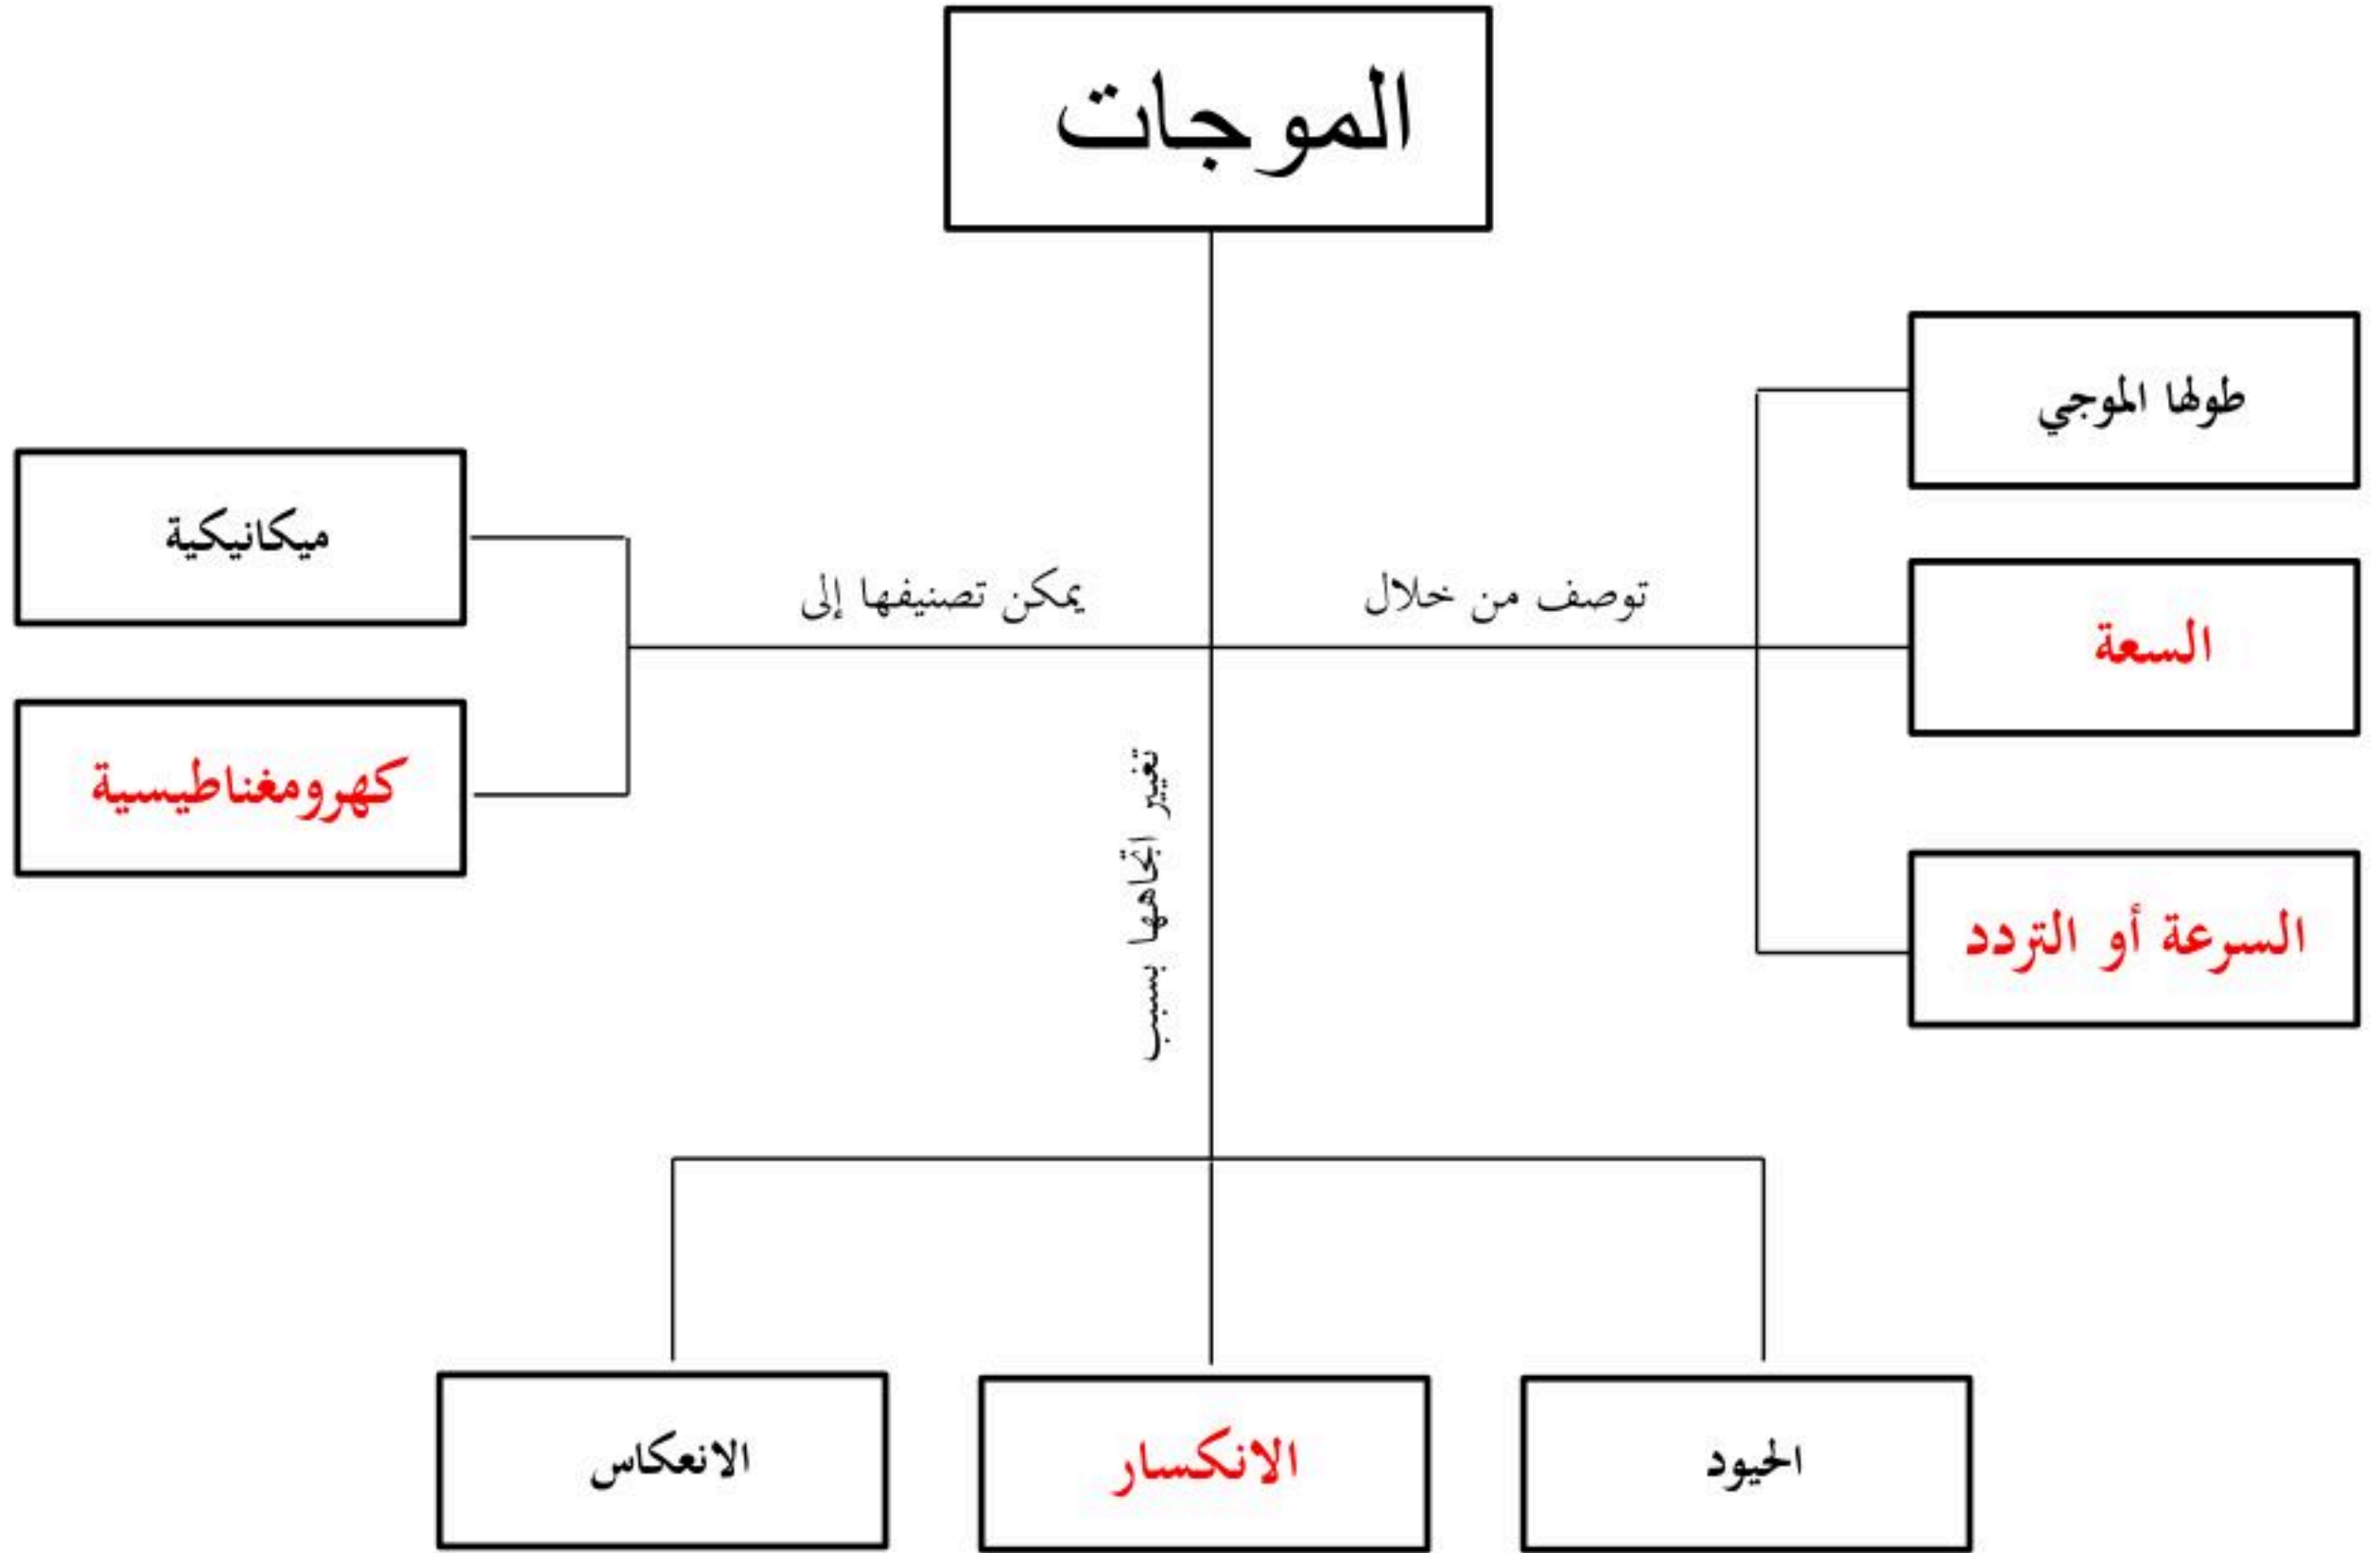 الموجات
طولها الموجي
ميكانيكية
توصف من خلال
يمكن تصنيفها إلى
السعة
كهرومغناطيسية
تغيير اتجاهها بسبب
السرعة أو التردد
الحيود
الانكسار
الانعكاس